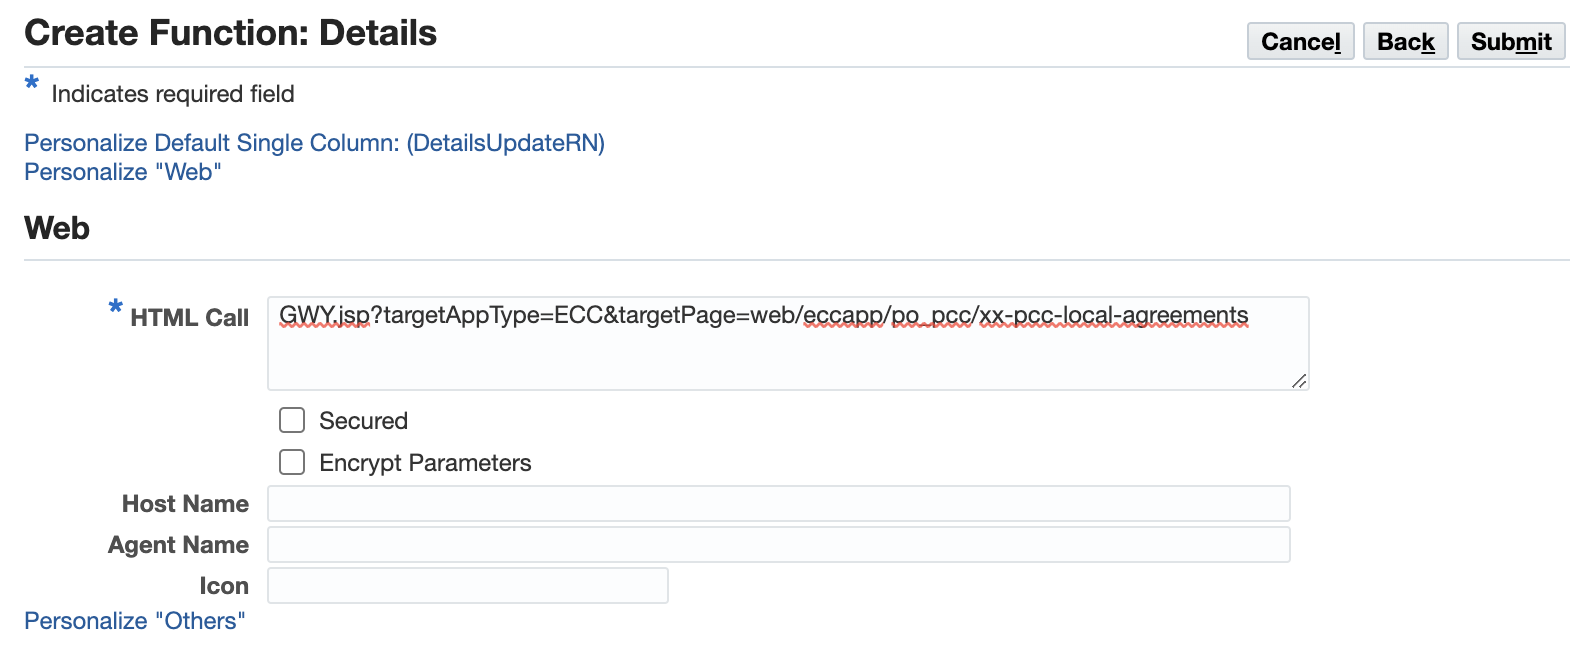 Create Function: Details
Cancel Back Submit
* Indicates required field
Personalize Default Single Column: (DetailsUpdateRN)
Personalize "Web"
Web
* HTML Call GWY.jsp?targetAppType=ECC&targetPage=web/eccapp/po_pcc/xx-pcc-local-agreements
Secured
Encrypt Parameters
Host Name
Agent Name
Icon
Personalize "Others"